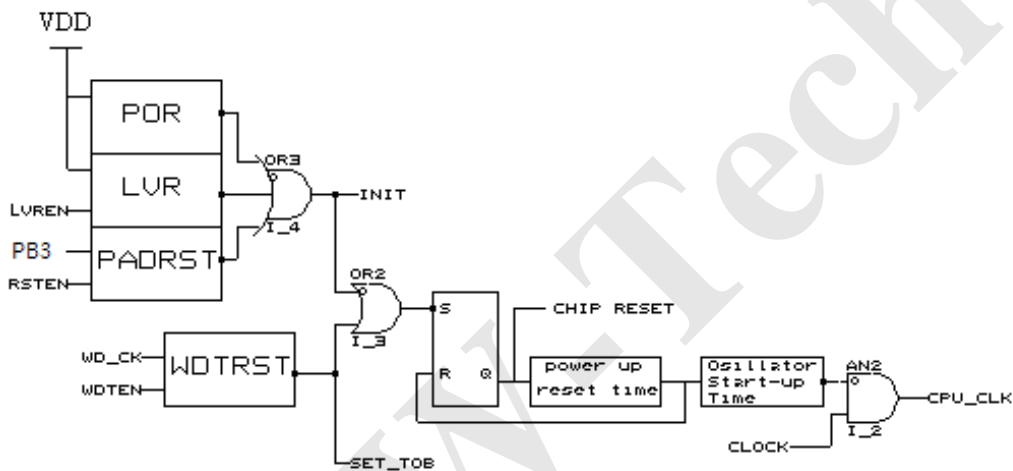 VDD
POR
OR3
LVR
INIT
LVREN
I_4
PB3
PADRST
RSTEN
OR2
S
CHIP RESET
I_3
WD_CK
WDTRST
WDTEN
R
Q
power up
reset time
Osillator
Start-up
Time
AN2
CPU_CLK
I_2
CLOCK
SET_TOB
W-Tech